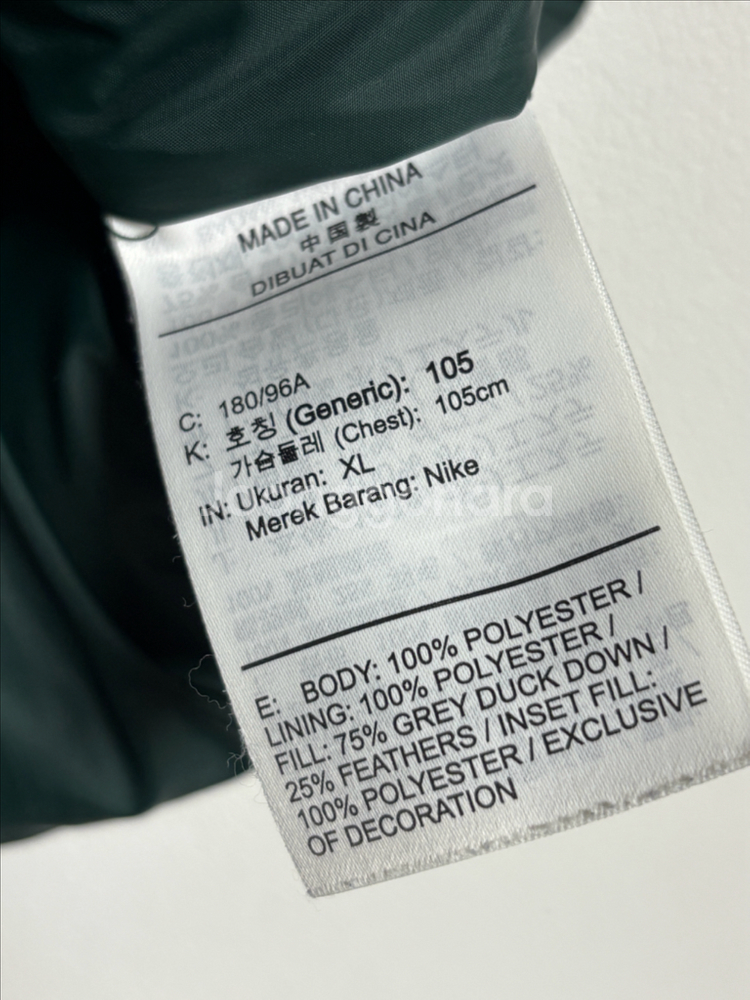 MADE IN CHINA
中国製
DIBUAT DI CINA
C: 180/96A
K: 호칭 (Generic): 105
가슴둘레 (Chest): 105cm
IN: Ukuran: XL
Merek Barang: Nike
E: BODY: 100% POLYESTER /
LINING: 100% POLYESTER /
FILL: 75% GREY DUCK DOWN /
25% FEATHERS / INSET FILL:
100% POLYESTER / EXCLUSIVE
OF DECORATION